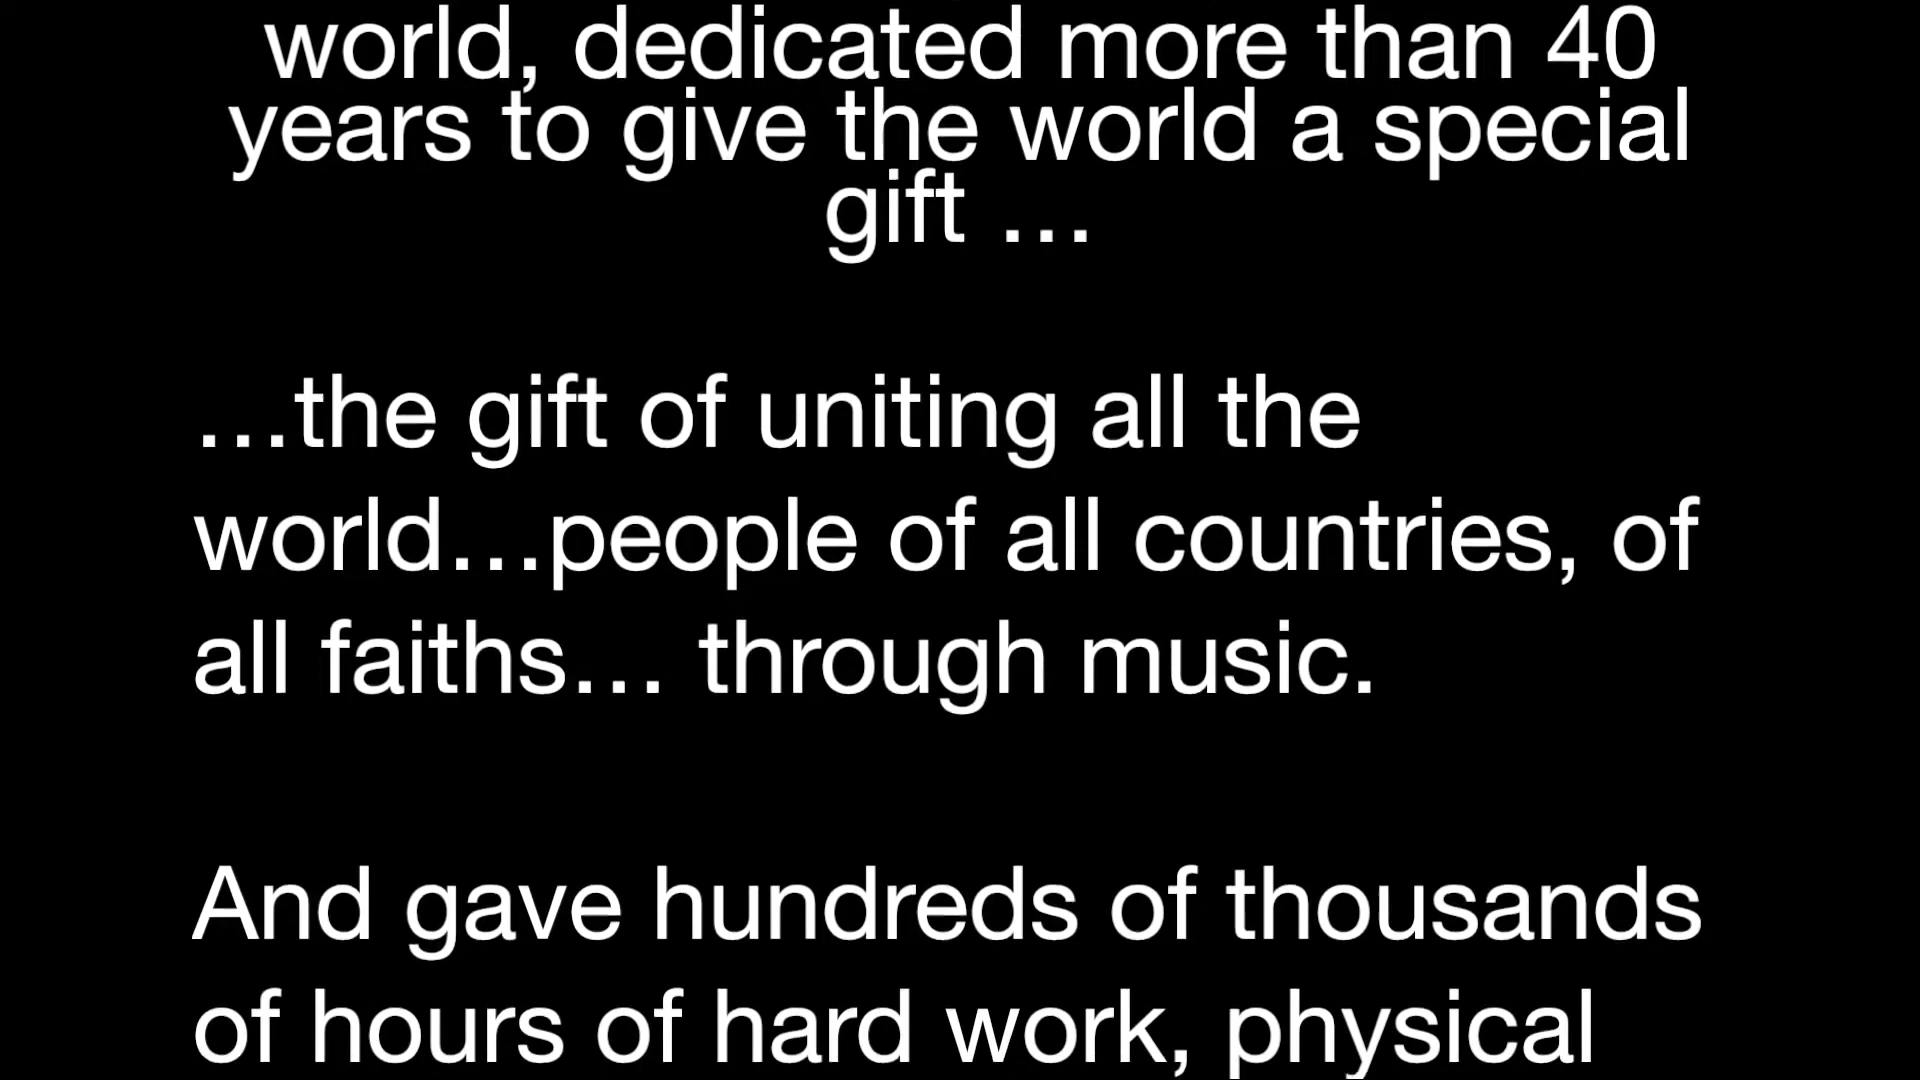 world, dedicated more than 40
years to give the world a special
gift ...
...the gift of uniting all the
world...people of all countries, of
all faiths... through music.
And gave hundreds of thousands
of hours of hard work, physical